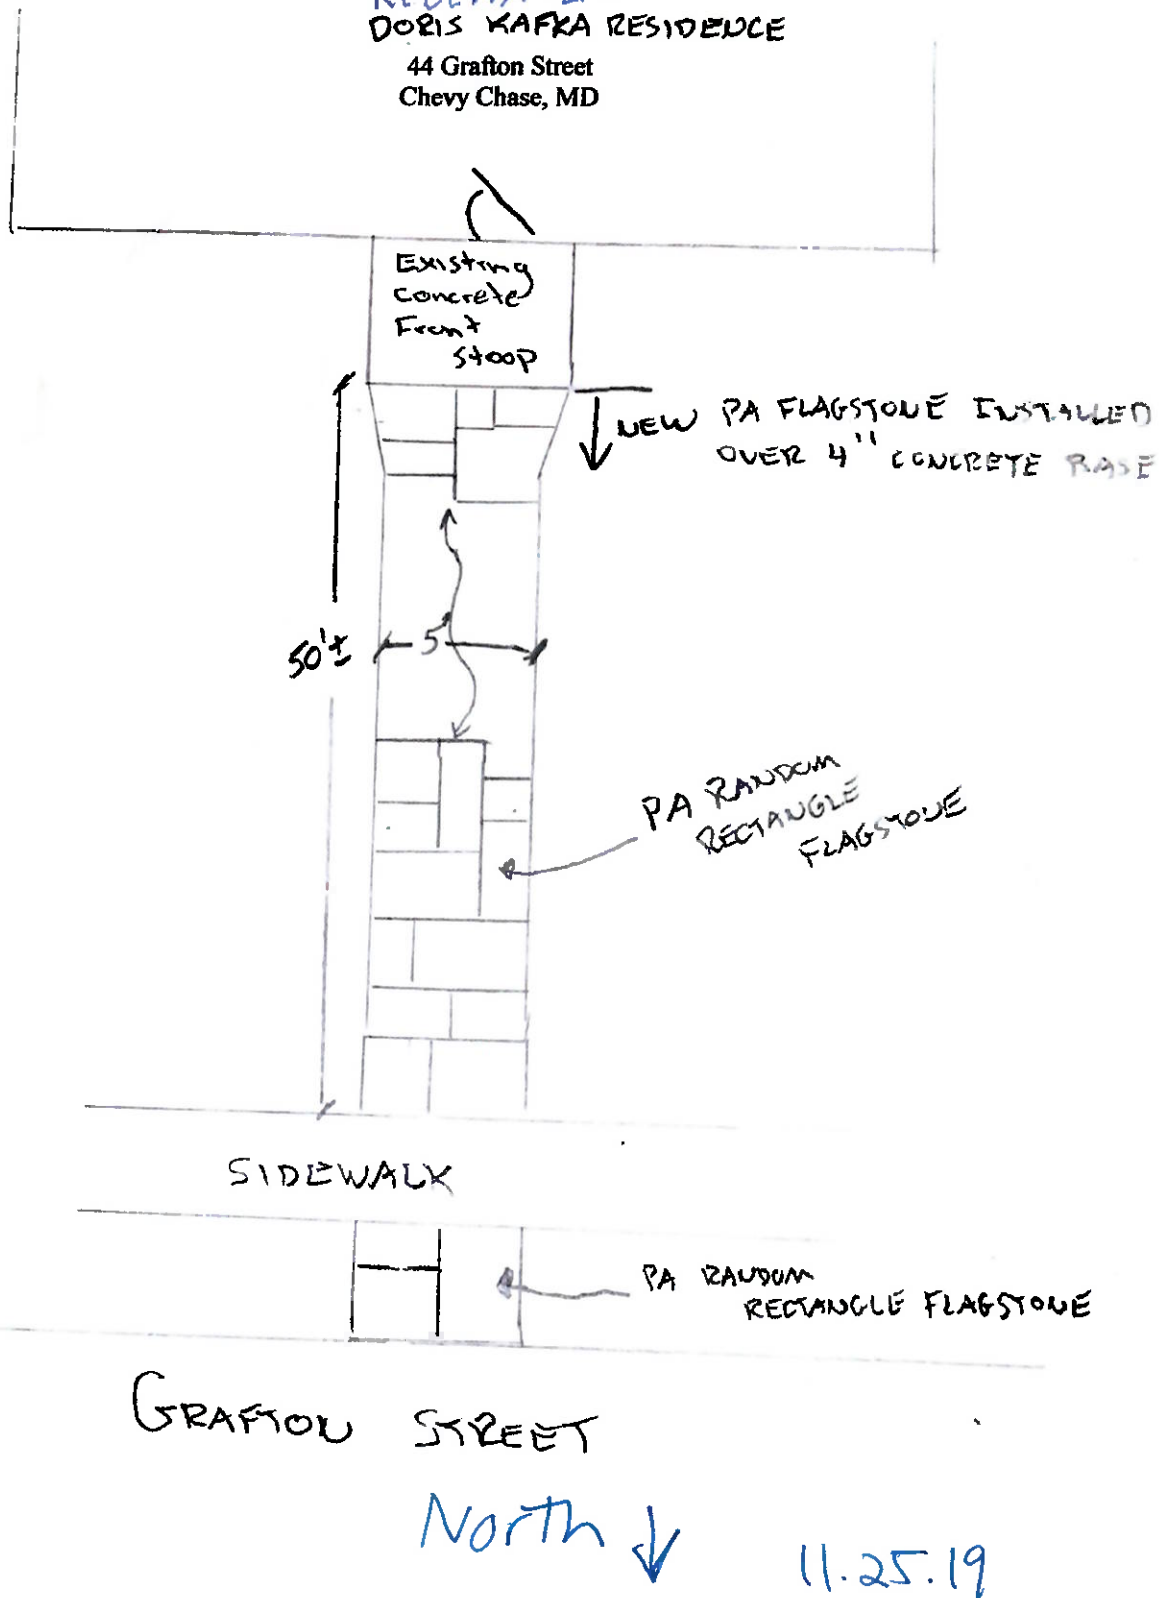 DORIS KAFKA RESIDENCE
44 Grafton Street
Chevy Chase, MD
Existing
Concrete
Front
Stoop
NEW PA FLAGSTONE INSTALLED
OVER 4" CONCRETE BASE
5'
50'±
PA RANDOM
RECTANGLE
FLAGSTONE
SIDEWALK
PA RANDOM
RECTANGLE FLAGSTONE
GRAFTON STREET
North
11.25.19